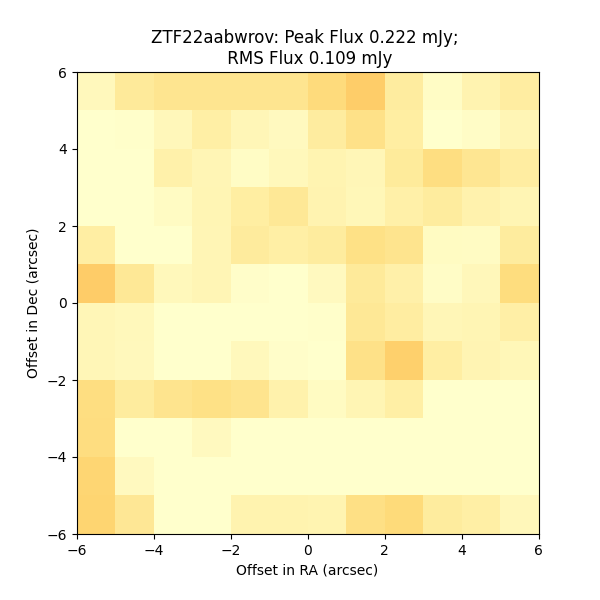 ZTF22aabwrov: Peak Flux 0.222 mJy;
RMS Flux 0.109 mJy
6
4
2
0
−2
−4
−6
Offset in Dec (arcsec)
−6 −4 −2 0 2 4 6
Offset in RA (arcsec)